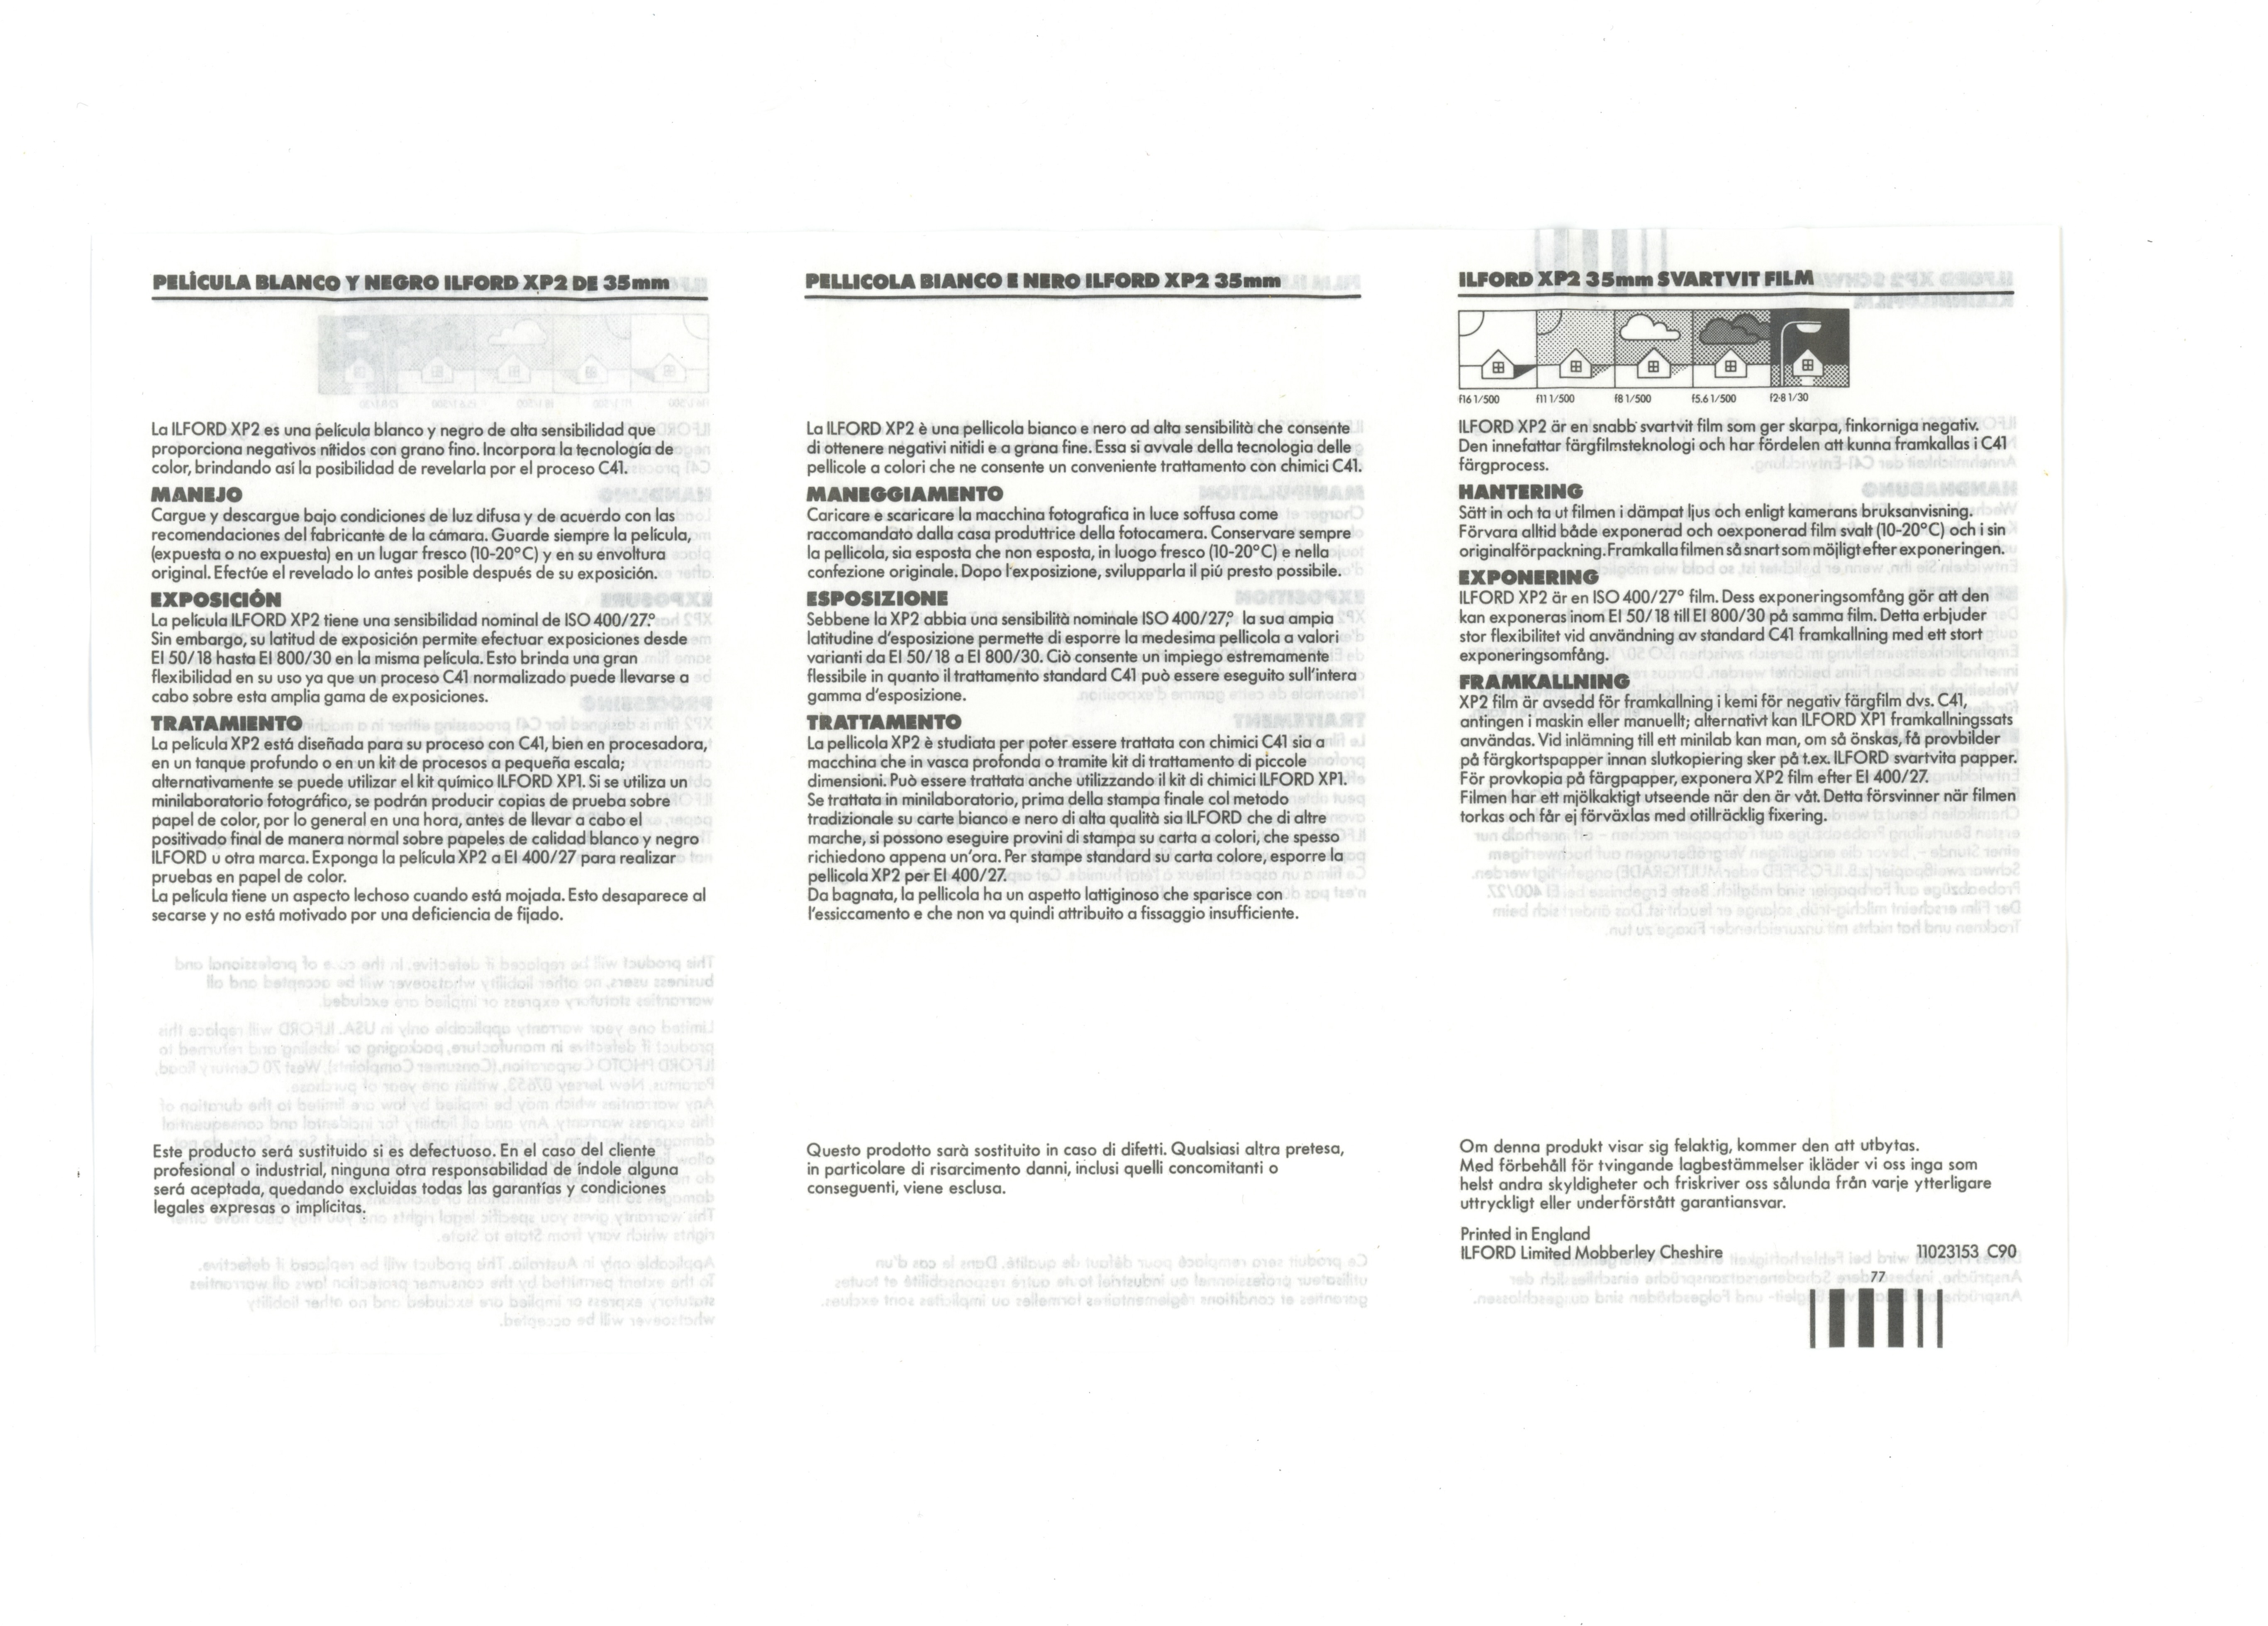 PELÍCULA BLANCO Y NEGRO ILFORD XP2 DE 35mm
La ILFORD XP2 es una película blanco y negro de alta sensibilidad que
proporciona negativos nítidos con grano fino. Incorpora la tecnología de
color, brindando así la posibilidad de revelarla por el proceso C41.
MANEJO
Cargue y descargue bajo condiciones de luz difusa y de acuerdo con las
recomendaciones del fabricante de la cámara. Guarde siempre la película,
(expuesta o no expuesta) en un lugar fresco (10-20°C) y en su envoltura
original. Efectúe el revelado lo antes posible después de su exposición.
EXPOSICIÓN
La película ILFORD XP2 tiene una sensibilidad nominal de ISO 400/27°.
Sin embargo, su latitud de exposición permite efectuar exposiciones desde
EI 50/18 hasta EI 800/30 en la misma película. Esto brinda una gran
flexibilidad en su uso ya que un proceso C41 normalizado puede llevarse a
cabo sobre esta amplia gama de exposiciones.
TRATAMIENTO
La película XP2 está diseñada para su proceso con C41, bien en procesadora,
en un tanque profundo o en un kit de procesos a pequeña escala;
alternativamente se puede utilizar el kit químico ILFORD XP1. Si se utiliza un
minilaboratorio fotográfico, se podrán producir copias de prueba sobre
papel de color, por lo general en una hora, antes de llevar a cabo el
positivado final de manera normal sobre papeles de calidad blanco y negro
ILFORD u otra marca. Exponga la película XP2 a EI 400/27 para realizar
pruebas en papel de color.
La película tiene un aspecto lechoso cuando está mojada. Esto desaparece al
secarse y no está motivado por una deficiencia de fijado.
Este producto será sustituido si es defectuoso. En el caso del cliente
profesional o industrial, ninguna otra responsabilidad de índole alguna
será aceptada, quedando excluidas todas las garantías y condiciones
legales expresas o implícitas.
PELLICOLA BIANCO E NERO ILFORD XP2 35mm
La ILFORD XP2 è una pellicola bianco e nero ad alta sensibilità che consente
di ottenere negativi nitidi e a grana fine. Essa si avvale della tecnologia delle
pellicole a colori che ne consente un conveniente trattamento con chimici C41.
MANEGGIAMENTO
Caricare e scaricare la macchina fotografica in luce soffusa come
raccomandato dalla casa produttrice della fotocamera. Conservare sempre
la pellicola, sia esposta che non esposta, in luogo fresco (10-20°C) e nella
confezione originale. Dopo l'esposizione, svilupparla il piú presto possibile.
ESPOSIZIONE
Sebbene la XP2 abbia una sensibilità nominale ISO 400/27°, la sua ampia
latitudine d'esposizione permette di esporre la medesima pellicola a valori
varianti da EI 50/18 a EI 800/30. Ciò consente un impiego estremamente
flessibile in quanto il trattamento standard C41 può essere eseguito sull'intera
gamma d'esposizione.
TRATTAMENTO
La pellicola XP2 è studiata per poter essere trattata con chimici C41 sia a
macchina che in vasca profonda o tramite kit di trattamento di piccole
dimensioni. Può essere trattata anche utilizzando il kit di chimici ILFORD XP1.
Se trattata in minilaboratorio, prima della stampa finale col metodo
tradizionale su carte bianco e nero di alta qualità sia ILFORD che di altre
marche, si possono eseguire provini di stampa su carta a colori, che spesso
richiedono appena un'ora. Per stampe standard su carta colore, esporre la
pellicola XP2 per EI 400/27.
Da bagnata, la pellicola ha un aspetto lattiginoso che sparisce con
l'essiccamento e che non va quindi attribuito a fissaggio insufficiente.
Questo prodotto sarà sostituito in caso di difetti. Qualsiasi altra pretesa,
in particolare di risarcimento danni, inclusi quelli concomitanti o
conseguenti, viene esclusa.
ILFORD XP2 35mm SVARTVIT FILM
f16 1/500 f11 1/500 f8 1/500 f5.6 1/500 f2·8 1/30
ILFORD XP2 är en snabb svartvit film som ger skarpa, finkorniga negativ.
Den innefattar färgfilmsteknologi och har fördelen att kunna framkallas i C41
färgprocess.
HANTERING
Sätt in och ta ut filmen i dämpat ljus och enligt kamerans bruksanvisning.
Förvara alltid både exponerad och oexponerad film svalt (10-20°C) och i sin
originalförpackning. Framkalla filmen så snart som möjligt efter exponeringen.
EXPONERING
ILFORD XP2 är en ISO 400/27° film. Dess exponeringsomfång gör att den
kan exponeras inom EI 50/18 till EI 800/30 på samma film. Detta erbjuder
stor flexibilitet vid användning av standard C41 framkallning med ett stort
exponeringsomfång.
FRAMKALLNING
XP2 film är avsedd för framkallning i kemi för negativ färgfilm dvs. C41,
antingen i maskin eller manuellt; alternativt kan ILFORD XP1 framkallningssats
användas. Vid inlämning till ett minilab kan man, om så önskas, få provbilder
på färgkortspapper innan slutkopiering sker på t.ex. ILFORD svartvita papper.
För provkopia på färgpapper, exponera XP2 film efter EI 400/27.
Filmen har ett mjölkaktigt utseende när den är våt. Detta försvinner när filmen
torkas och får ej förväxlas med otillräcklig fixering.
Om denna produkt visar sig felaktig, kommer den att utbytas.
Med förbehåll för tvingande lagbestämmelser ikläder vi oss inga som
helst andra skyldigheter och friskriver oss sålunda från varje ytterligare
uttryckligt eller underförstått garantiansvar.
Printed in England
ILFORD Limited Mobberley Cheshire 11023153 C90
77